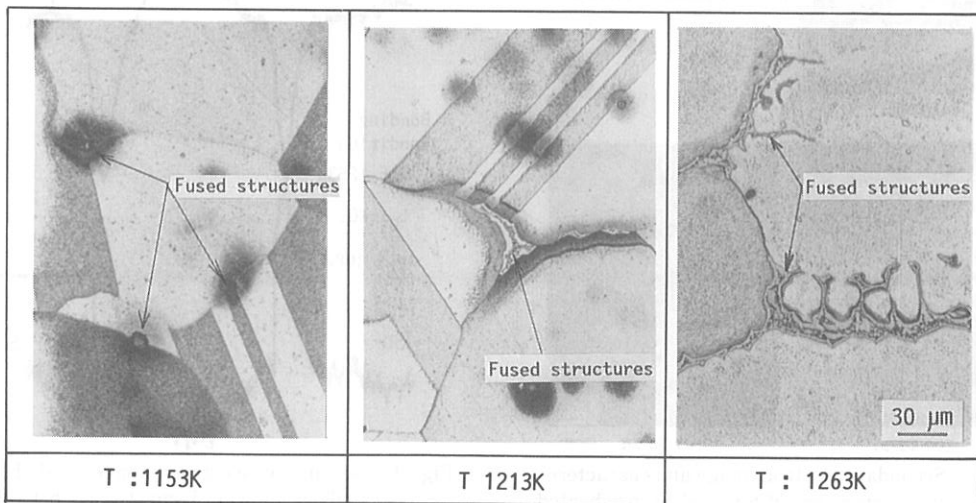 Fused structures
Fused structures
Fused structures
30 µm
T :1153K
T 1213K
T : 1263K